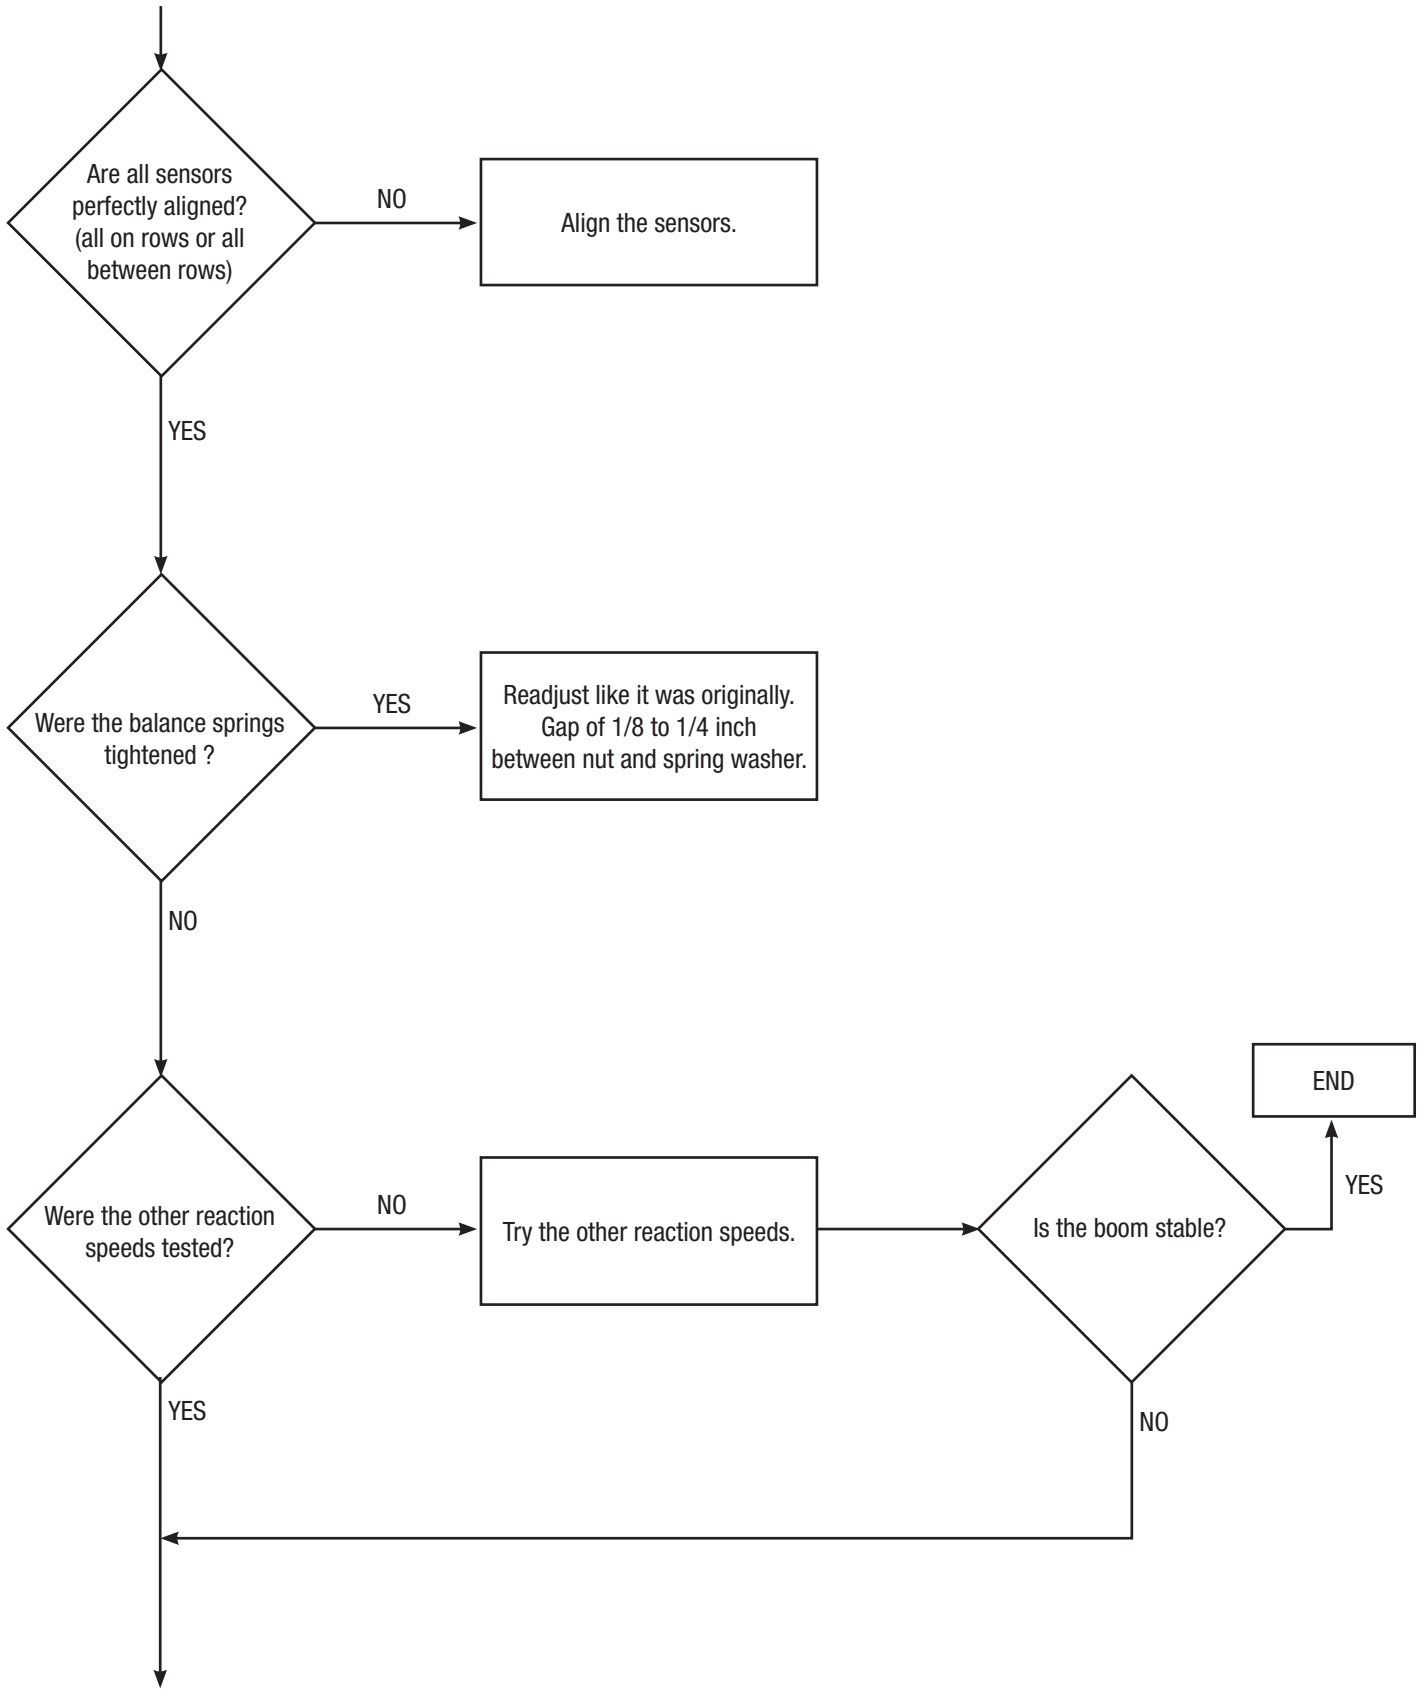 Are all sensors
perfectly aligned?
(all on rows or all
between rows)
NO
Align the sensors.
YES
Were the balance springs
tightened ?
YES
Readjust like it was originally.
Gap of 1/8 to 1/4 inch
between nut and spring washer.
NO
Were the other reaction
speeds tested?
NO
Try the other reaction speeds.
Is the boom stable?
YES
END
YES
NO